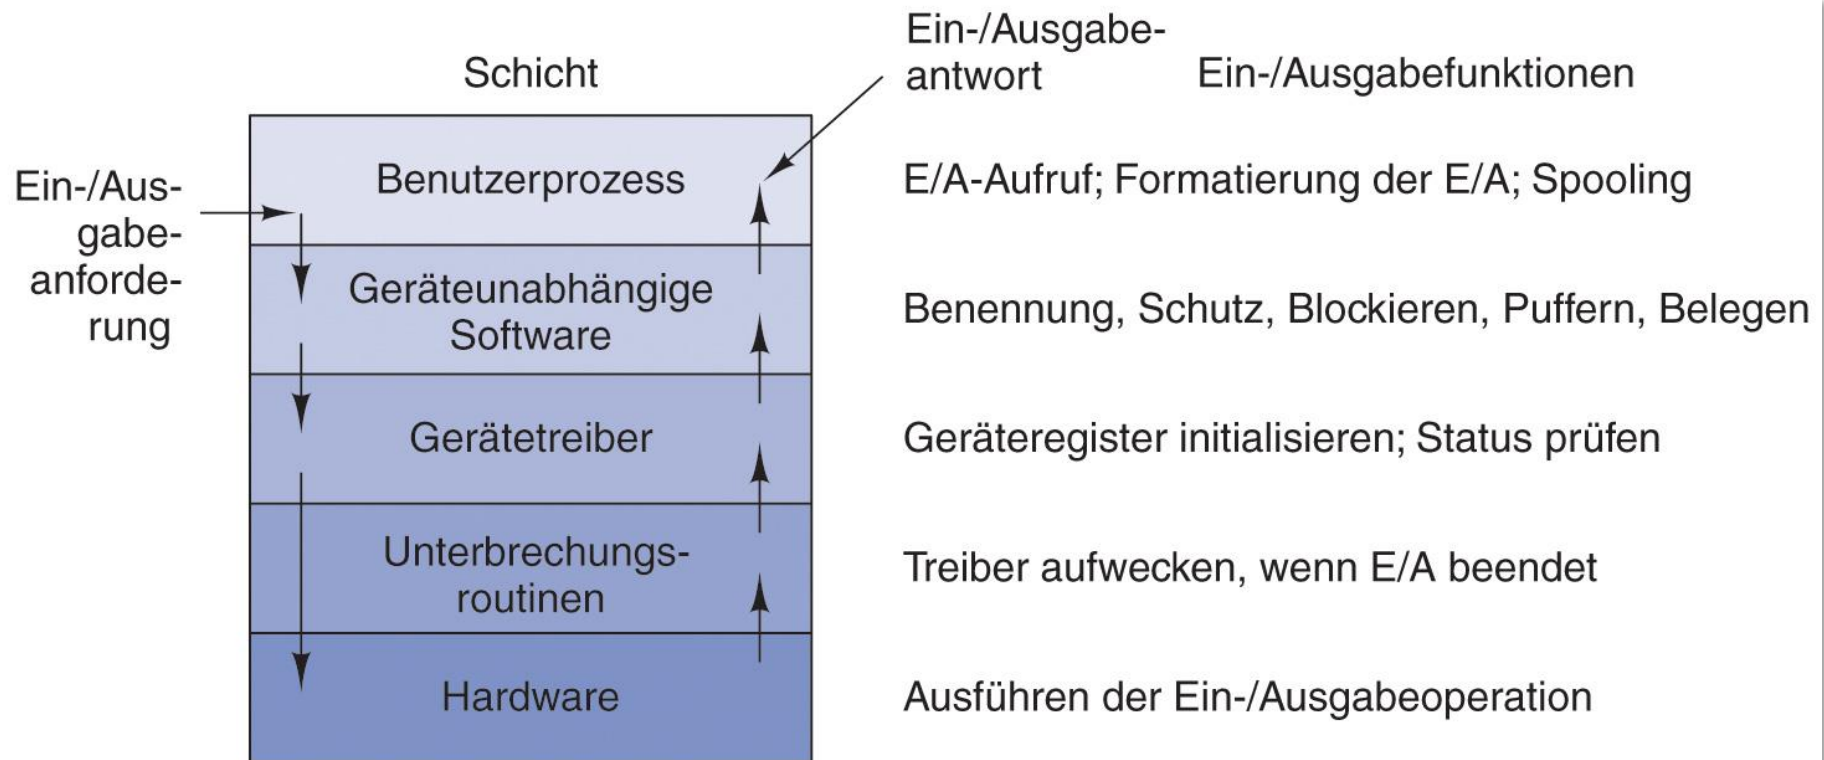 Schicht
Ein-/Ausgabe-
antwort
Ein-/Ausgabefunktionen
Ein-/Aus-
gabe-
anforde-
rung
Benutzerprozess
E/A-Aufruf; Formatierung der E/A; Spooling
Geräteunabhängige
Software
Benennung, Schutz, Blockieren, Puffern, Belegen
Gerätetreiber
Geräteregister initialisieren; Status prüfen
Unterbrechungs-
routinen
Treiber aufwecken, wenn E/A beendet
Hardware
Ausführen der Ein-/Ausgabeoperation